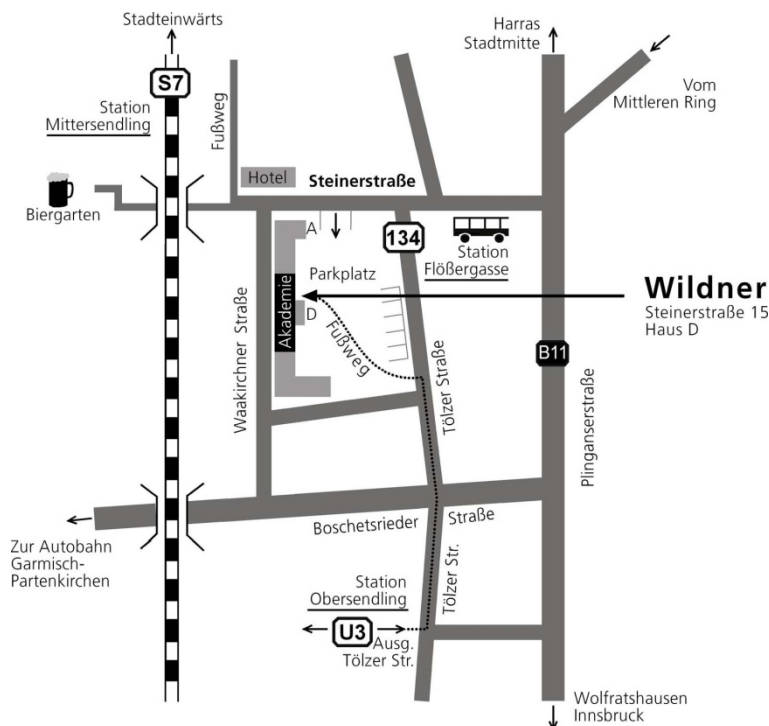 Stadteinwärts
S7
Station
Mittersendling
Fußweg
Harras
Stadtmitte
Vom
Mittleren Ring
Hotel
Steinerstraße
Biergarten
A
134
Station
Flößergasse
Parkplatz
Akademie
D
Fußweg
Waakirchner Straße
Tölzer Straße
Wildner
Steinerstraße 15
Haus D
B11
Plinganserstraße
Boschetsrieder
Straße
Zur Autobahn
Garmisch-
Partenkirchen
Tölzer Str.
Station
Obersendling
U3
Ausg.
Tölzer Str.
Wolfratshausen
Innsbruck